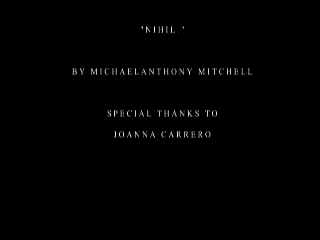 "NIHIL."
BY MICHAELANTHONY MITCHELL
SPECIAL THANKS TO
JOANNA CARRERO